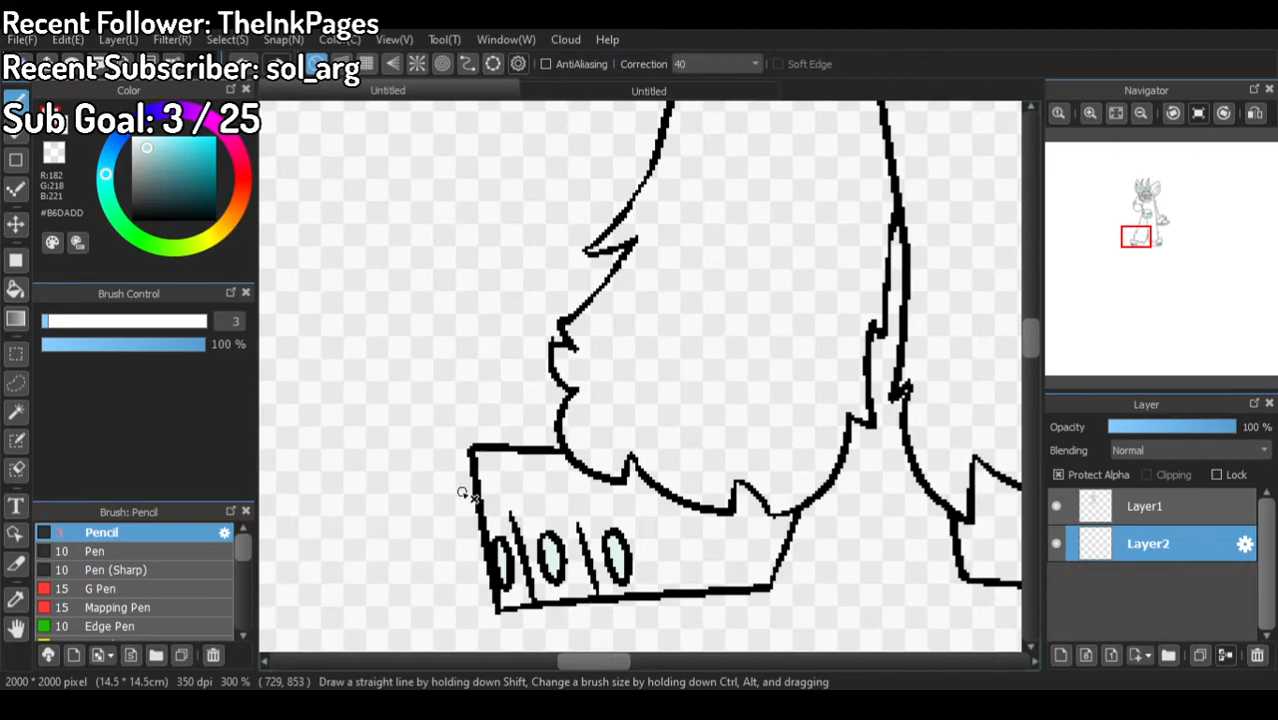 Recent Follower: TheInkPages
File(F) Edit(E) Layer(L) Filter(R) Select(S) Snap(N) Color(C) View(V) Tool(T) Window(W) Cloud Help
Recent Subscriber: sol_arg
AntiAliasing Correction 40 Soft Edge
Color Untitled Untitled Navigator
Sub Goal: 3 / 25
R:182
G:218
B:221
#B6DADD
Brush Control
3
100 %
Layer
Opacity 100 %
Blending Normal
Protect Alpha Clipping Lock
Layer1
Layer2
Brush: Pencil
3 Pencil
10 Pen
10 Pen (Sharp)
15 G Pen
15 Mapping Pen
10 Edge Pen
2000 * 2000 pixel (14.5 * 14.5cm) 350 dpi 300 % ( 729, 853 ) Draw a straight line by holding down Shift, Change a brush size by holding down Ctrl, Alt, and dragging